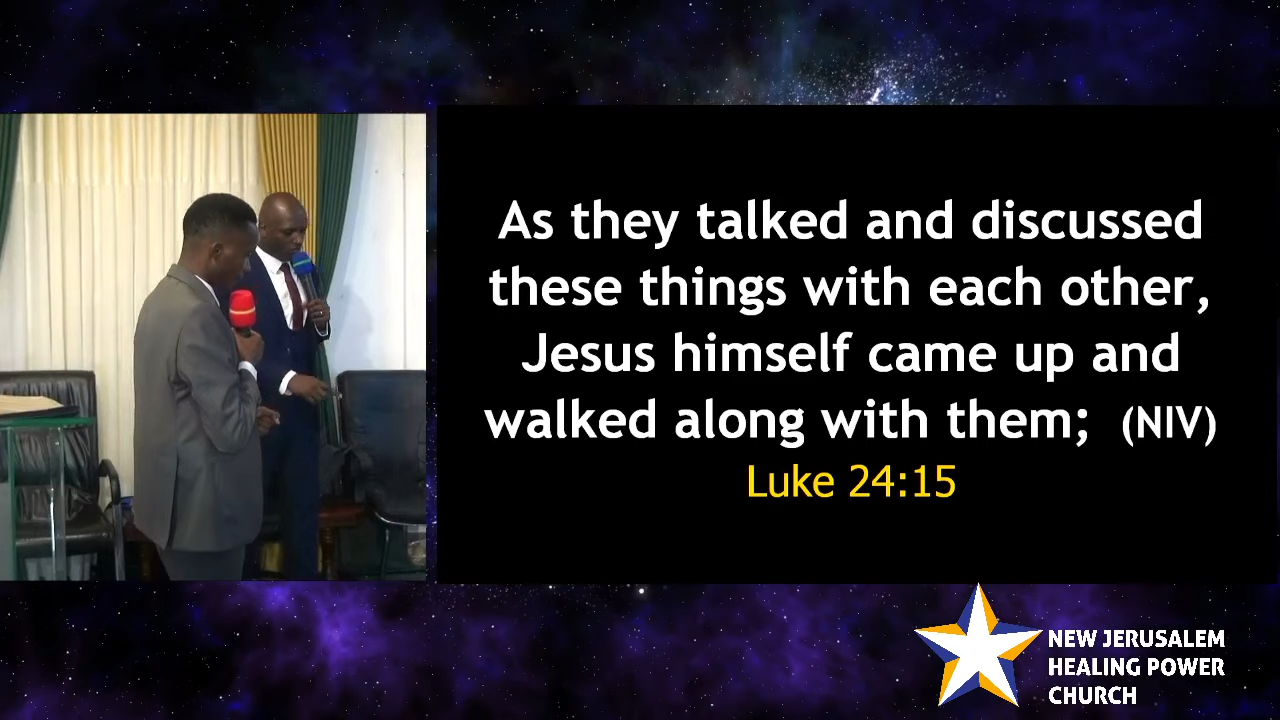 As they talked and discussed
these things with each other,
Jesus himself came up and
walked along with them; (NIV)
Luke 24:15
NEW JERUSALEM
HEALING POWER
CHURCH